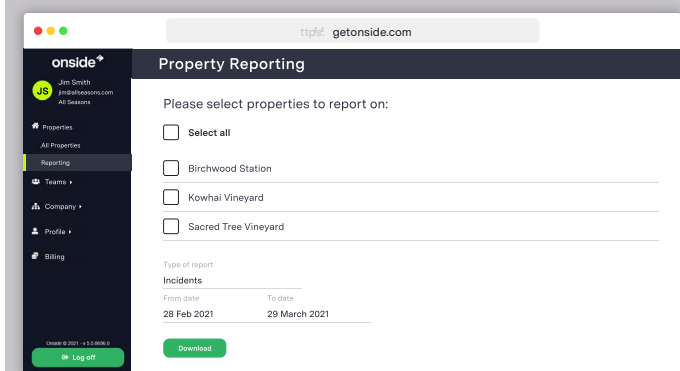 getonside.com
onside
Property Reporting
JS
Jim Smith
jim@allseasons.com
All Seasons
Properties
All Properties
Reporting
Teams
Company
Profile
Billing
Onside © 2021 - v 5.5.6696.0
Log off
Please select properties to report on:
Select all
Birchwood Station
Kowhai Vineyard
Sacred Tree Vineyard
Type of report
Incidents
From date To date
28 Feb 2021 29 March 2021
Download